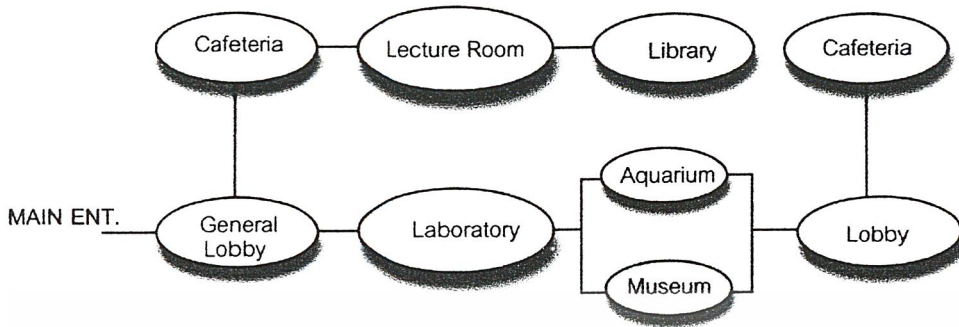 Cafeteria
Lecture Room
Library
Cafeteria
Aquarium
MAIN ENT.
General
Lobby
Laboratory
Lobby
Museum